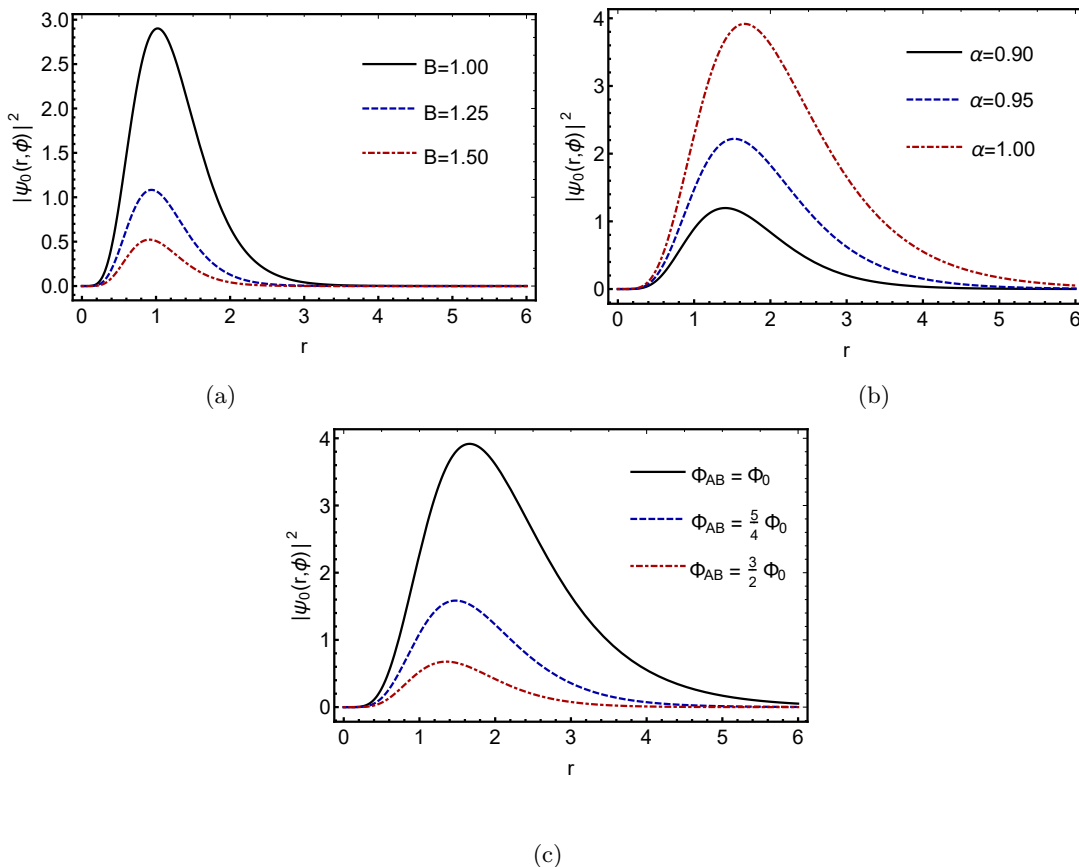 3.0
2.5
2.0
1.5
1.0
0.5
0.0
|ψ₀(r,ϕ)|²
B=1.00
B=1.25
B=1.50
0 1 2 3 4 5 6
r
(a)
4
3
2
1
0
|ψ₀(r,ϕ)|²
α=0.90
α=0.95
α=1.00
0 1 2 3 4 5 6
r
(b)
4
3
2
1
0
|ψ₀(r,ϕ)|²
Φ_AB = Φ₀
Φ_AB = 5/4 Φ₀
Φ_AB = 3/2 Φ₀
0 1 2 3 4 5 6
r
(c)